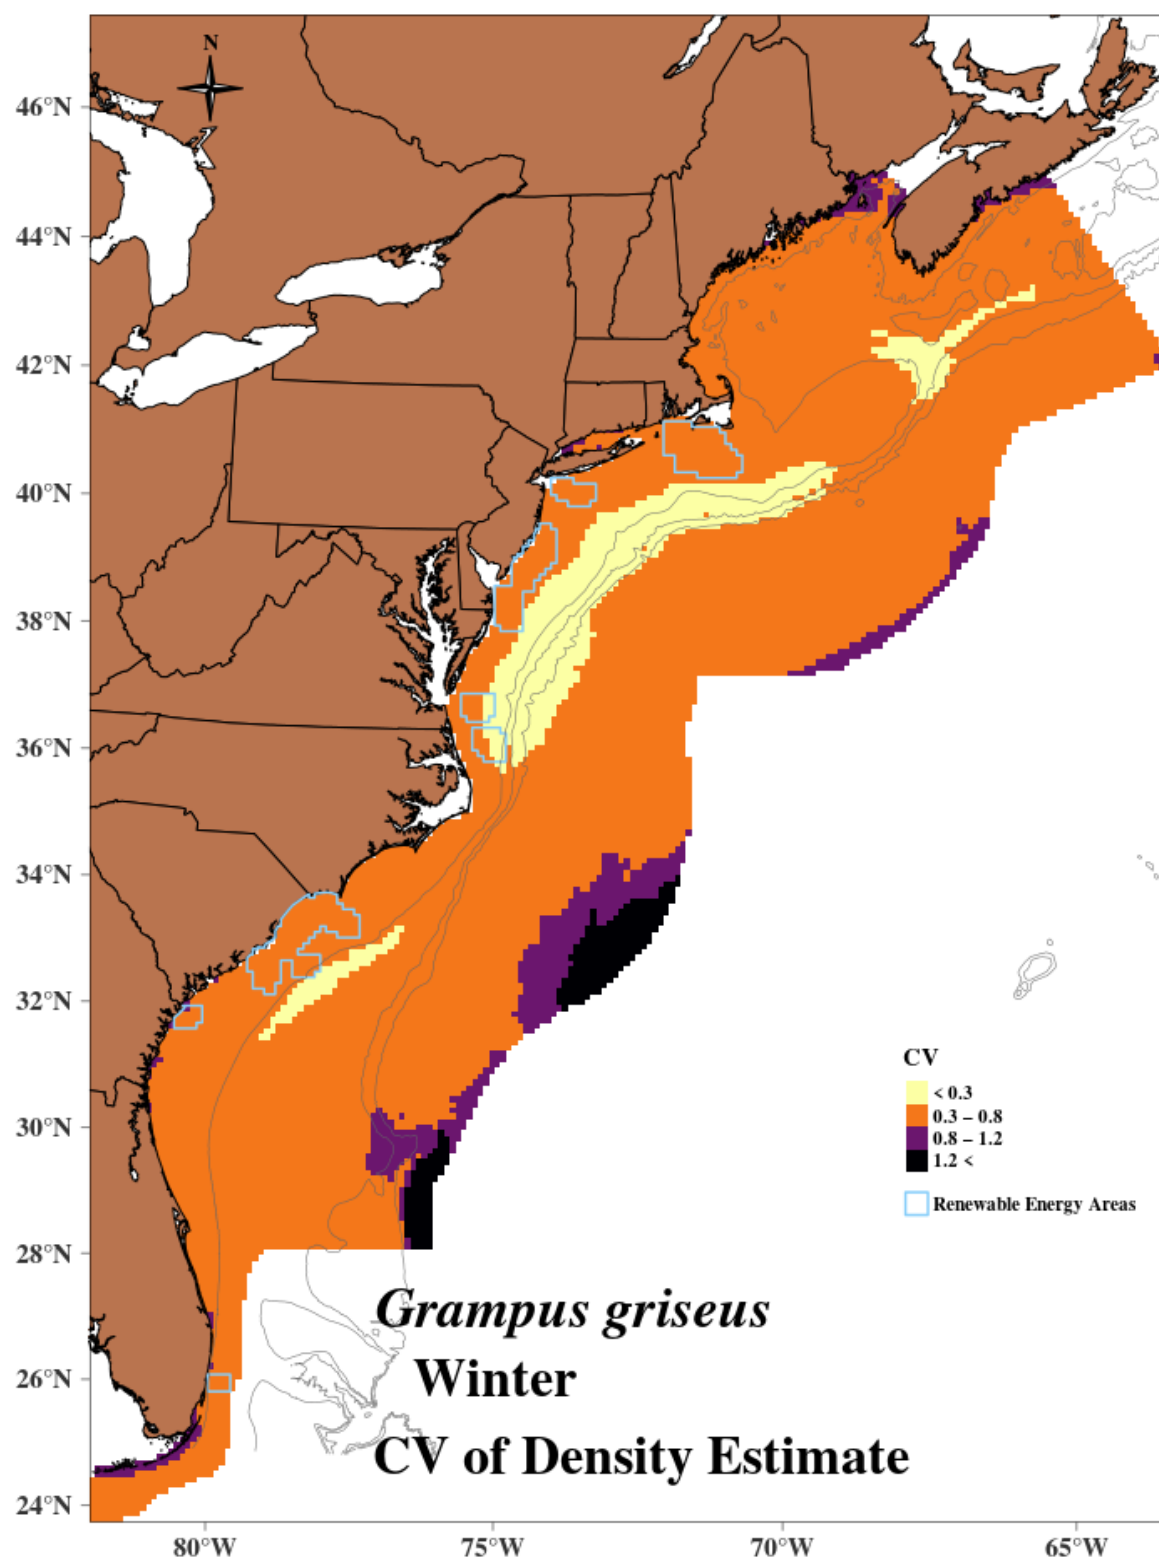 N
46°N
44°N
42°N
40°N
38°N
36°N
34°N
32°N
30°N
28°N
26°N
24°N
CV
< 0.3
0.3 – 0.8
0.8 – 1.2
1.2 <
Renewable Energy Areas
Grampus griseus
Winter
CV of Density Estimate
80°W
75°W
70°W
65°W